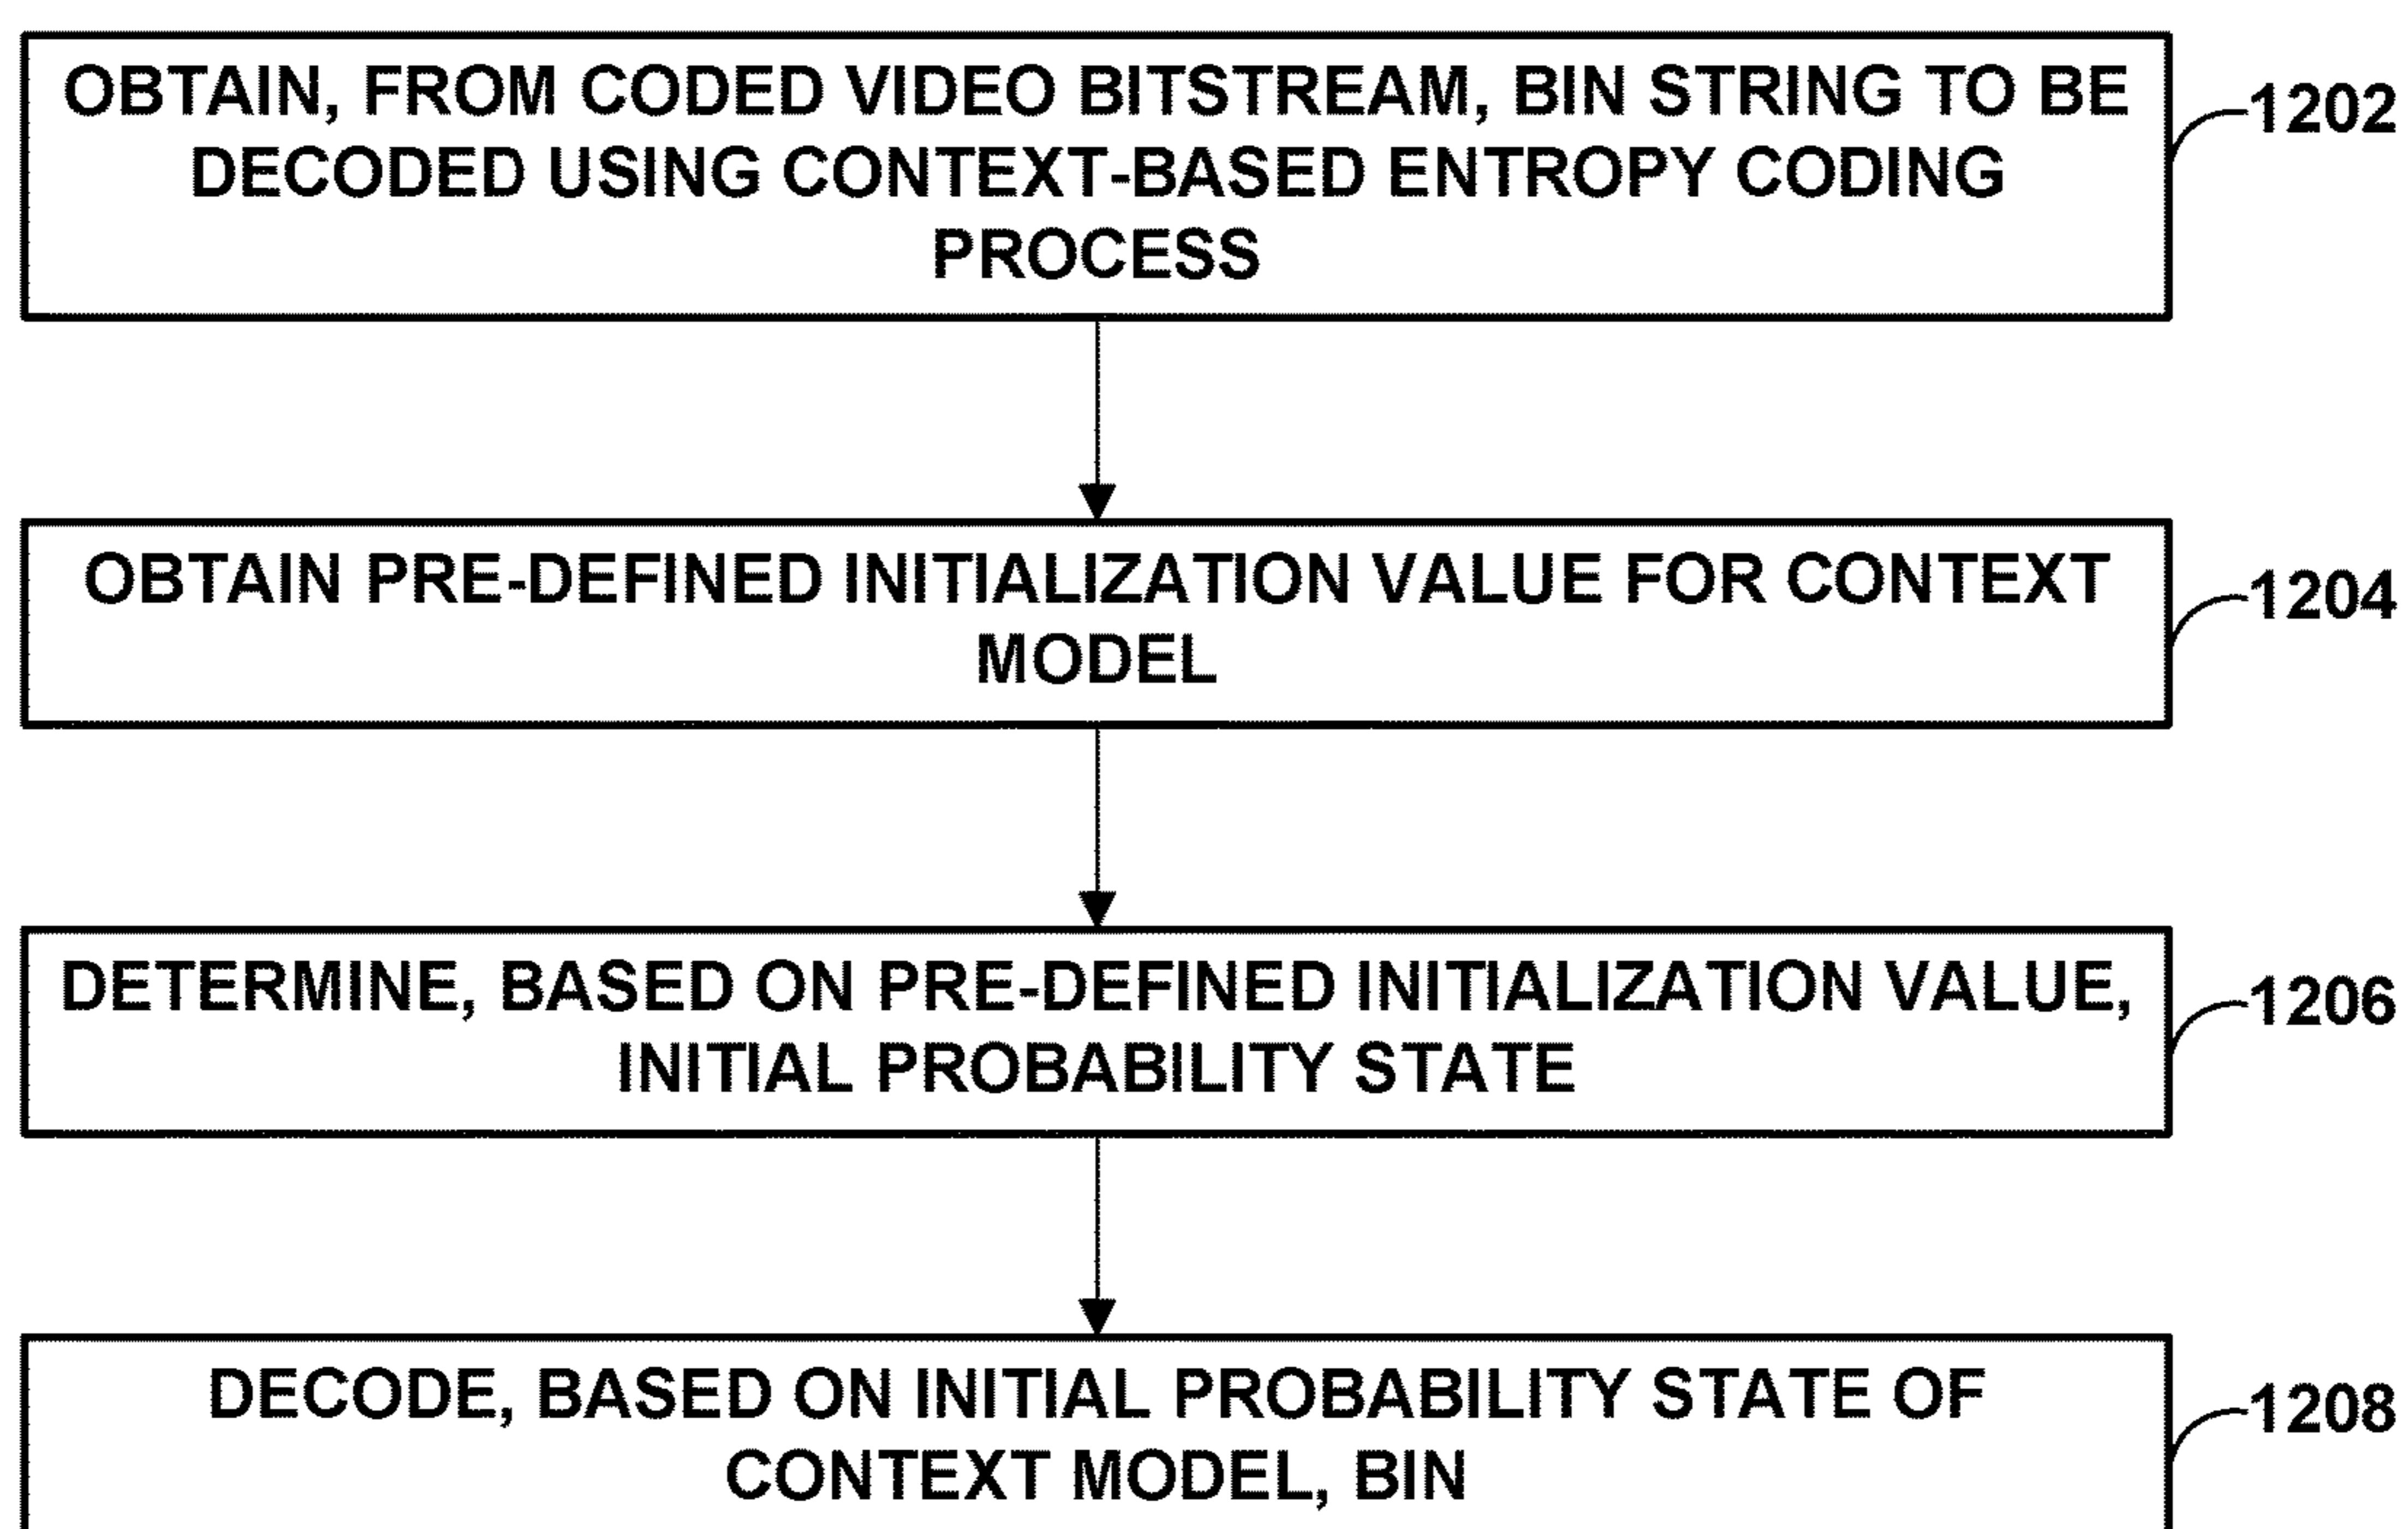 OBTAIN, FROM CODED VIDEO BITSTREAM, BIN STRING TO BE
DECODED USING CONTEXT-BASED ENTROPY CODING
PROCESS
1202
OBTAIN PRE-DEFINED INITIALIZATION VALUE FOR CONTEXT
MODEL
1204
DETERMINE, BASED ON PRE-DEFINED INITIALIZATION VALUE,
INITIAL PROBABILITY STATE
1206
DECODE, BASED ON INITIAL PROBABILITY STATE OF
CONTEXT MODEL, BIN
1208